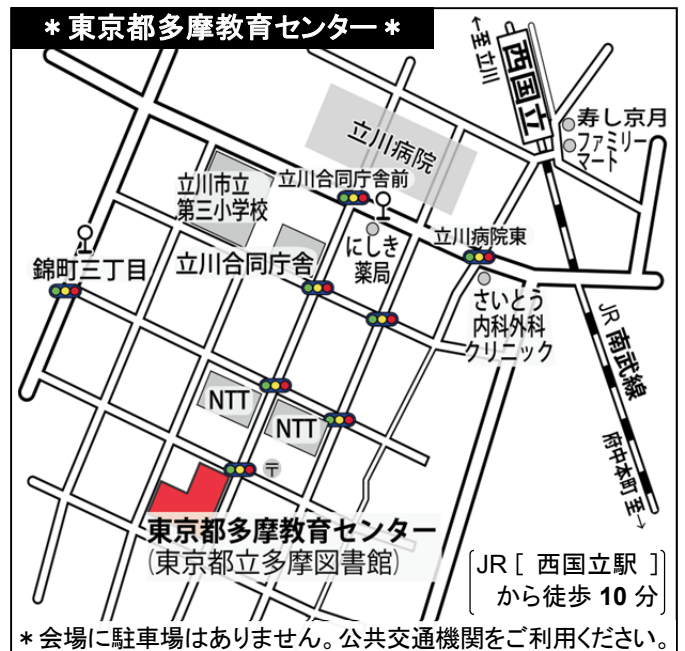 ＊東京都多摩教育センター＊
←至立川
西国立
寿し京月
ファミリー
マート
立川病院
立川市立
第三小学校
立川合同庁舎前
にしき
薬局
立川病院東
錦町三丁目
立川合同庁舎
さいとう
内科外科
クリニック
JR 南武線
NTT
NTT
府中本町至→
〒
東京都多摩教育センター
(東京都立多摩図書館)
JR [ 西国立駅 ]
から徒歩 10 分
＊会場に駐車場はありません。公共交通機関をご利用ください。